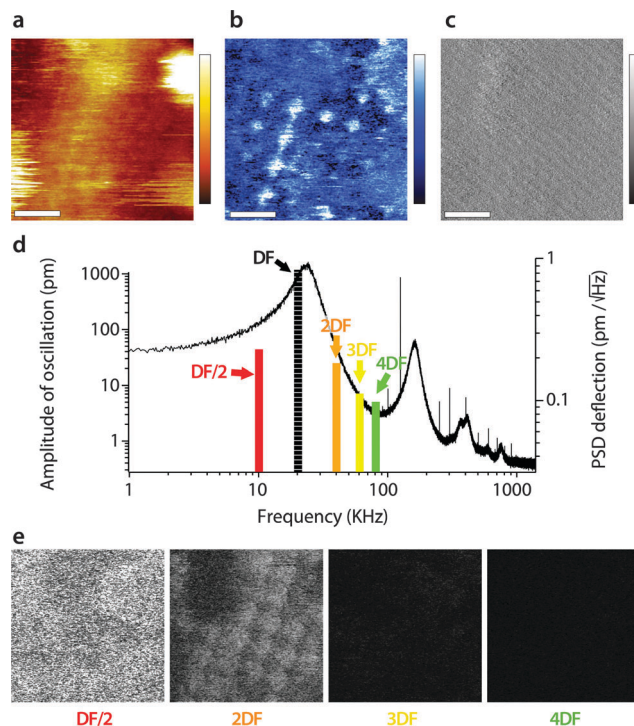 a
b
c
d
DF
2DF
3DF
4DF
DF/2
Amplitude of oscillation (pm)
1000
100
10
1
PSD deflection (pm /√Hz)
1
0.1
1
10
100
1000
Frequency (KHz)
e
DF/2
2DF
3DF
4DF